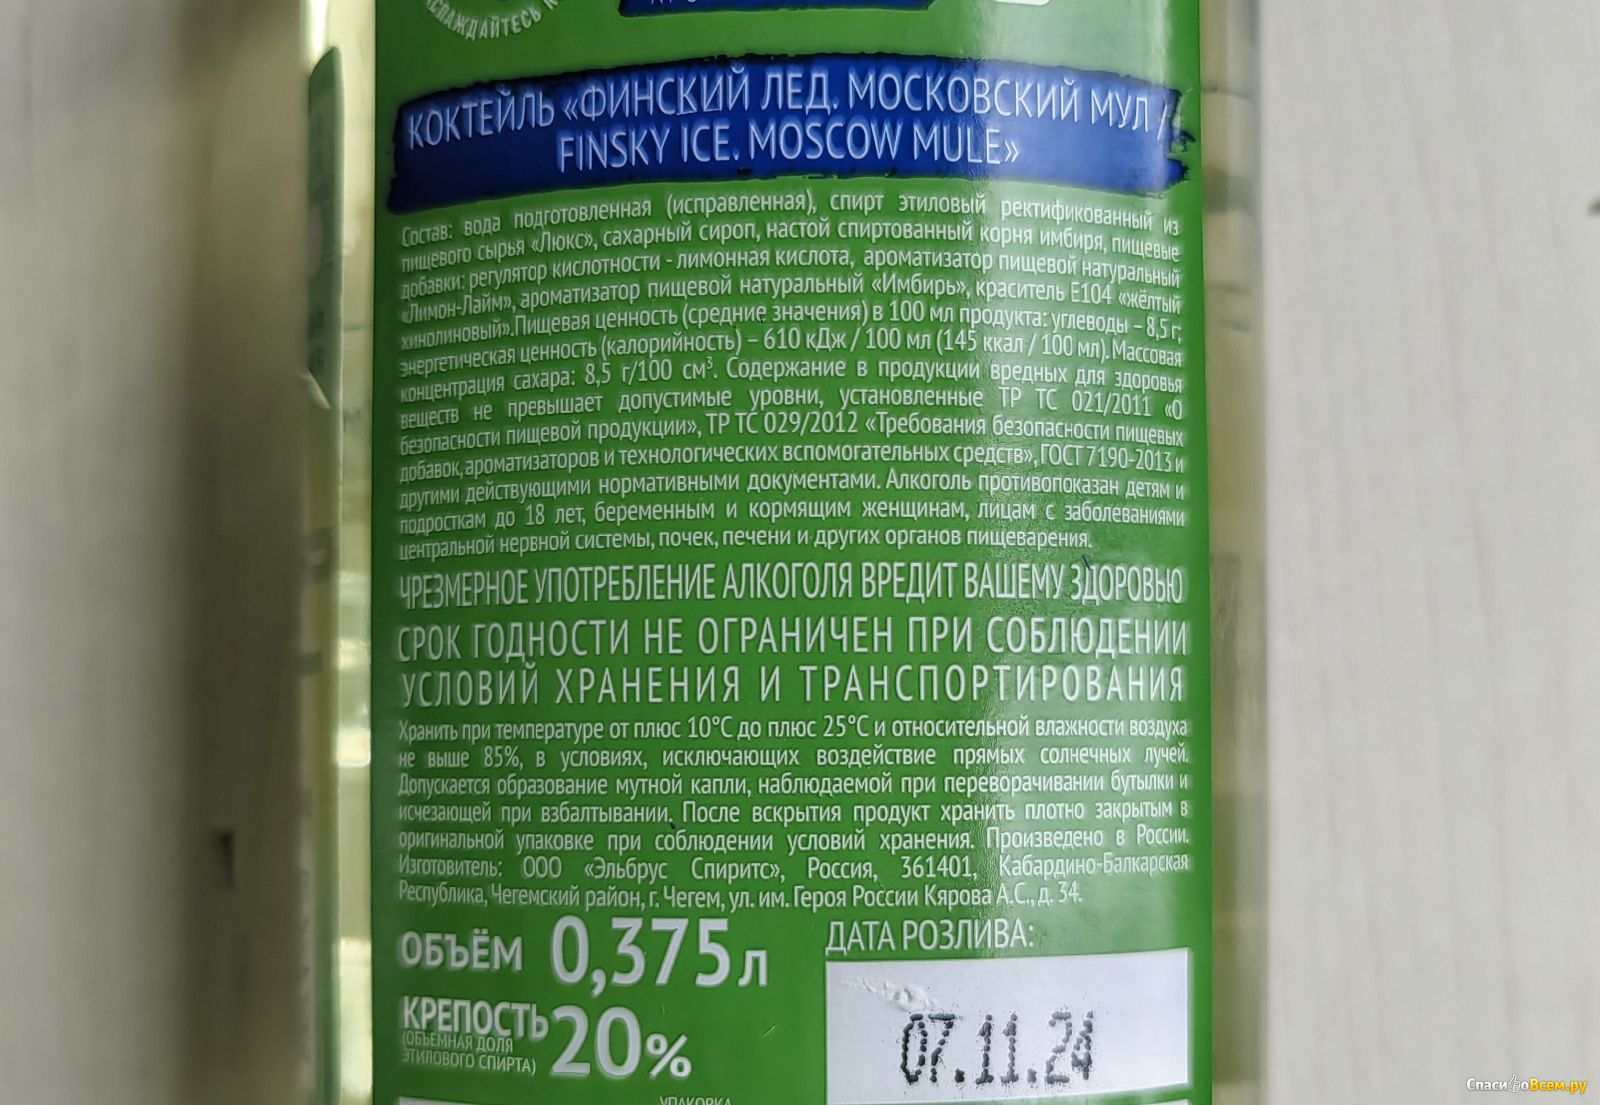 НАСЛАЖДАЙТЕСЬ
КОКТЕЙЛЬ «ФИНСКИЙ ЛЕД. МОСКОВСКИЙ МУЛ /
FINSKY ICE. MOSCOW MULE»
Состав: вода подготовленная (исправленная), спирт этиловый ректификованный из
пищевого сырья «Люкс», сахарный сироп, настой спиртованный корня имбиря, пищевые
добавки: регулятор кислотности - лимонная кислота, ароматизатор пищевой натуральный
«Лимон-Лайм», ароматизатор пищевой натуральный «Имбирь», краситель Е104 «жёлтый
хинолиновый». Пищевая ценность (средние значения) в 100 мл продукта: углеводы – 8,5 г;
энергетическая ценность (калорийность) – 610 кДж / 100 мл (145 ккал / 100 мл). Массовая
концентрация сахара: 8,5 г/100 см³. Содержание в продукции вредных для здоровья
веществ не превышает допустимые уровни, установленные ТР ТС 021/2011 «О
безопасности пищевой продукции», ТР ТС 029/2012 «Требования безопасности пищевых
добавок, ароматизаторов и технологических вспомогательных средств», ГОСТ 7190-2013 и
другими действующими нормативными документами. Алкоголь противопоказан детям и
подросткам до 18 лет, беременным и кормящим женщинам, лицам с заболеваниями
центральной нервной системы, почек, печени и других органов пищеварения.
ЧРЕЗМЕРНОЕ УПОТРЕБЛЕНИЕ АЛКОГОЛЯ ВРЕДИТ ВАШЕМУ ЗДОРОВЬЮ
СРОК ГОДНОСТИ НЕ ОГРАНИЧЕН ПРИ СОБЛЮДЕНИИ
УСЛОВИЙ ХРАНЕНИЯ И ТРАНСПОРТИРОВАНИЯ
Хранить при температуре от плюс 10°С до плюс 25°С и относительной влажности воздуха
не выше 85%, в условиях, исключающих воздействие прямых солнечных лучей.
Допускается образование мутной капли, наблюдаемой при переворачивании бутылки и
исчезающей при взбалтывании. После вскрытия продукт хранить плотно закрытым в
оригинальной упаковке при соблюдении условий хранения. Произведено в России.
Изготовитель: ООО «Эльбрус Спиритс», Россия, 361401, Кабардино-Балкарская
Республика, Чегемский район, г. Чегем, ул. им. Героя России Кярова А.С., д. 34.
ОБЪЁМ 0,375 л
КРЕПОСТЬ 20%
(ОБЪЕМНАЯ ДОЛЯ
ЭТИЛОВОГО СПИРТА)
ДАТА РОЗЛИВА:
07.11.24
УПАКОВКА
СпасибоВсем.ру